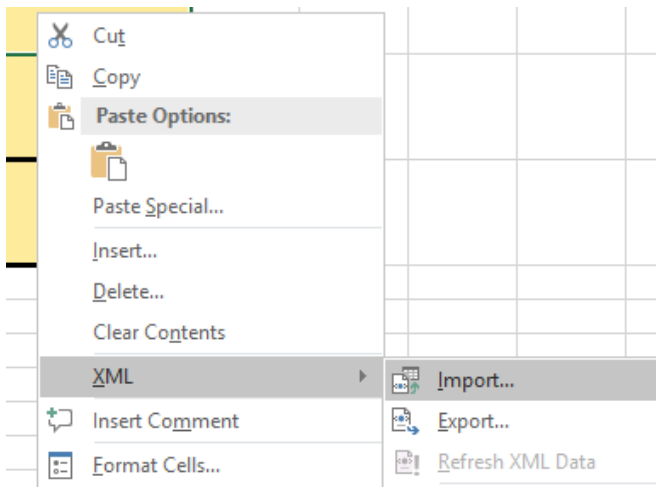 Cut
Copy
Paste Options:
Paste Special...
Insert...
Delete...
Clear Contents
XML
Import...
Insert Comment
Export...
Format Cells...
Refresh XML Data